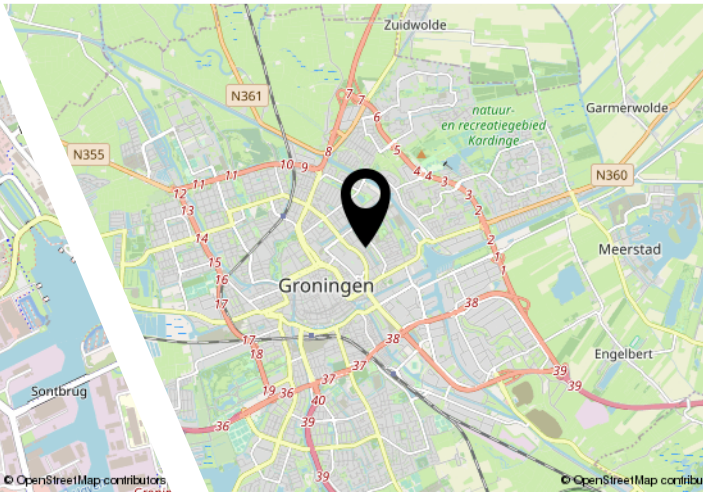 Zuidwolde
7
7
N361
6
natuur-
en recreatiegebied
Kardinge
Garmerwolde
5
8
N355
10
9
11
11
4
4
3
3
N360
12
13
2
2
14
1
1
Meerstad
15
16
17
Groningen
38
17
18
38
Engelbert
37
37
39
39
Sontbrug
19
36
40
39
36
© OpenStreetMap contributors
© OpenStreetMap contribu